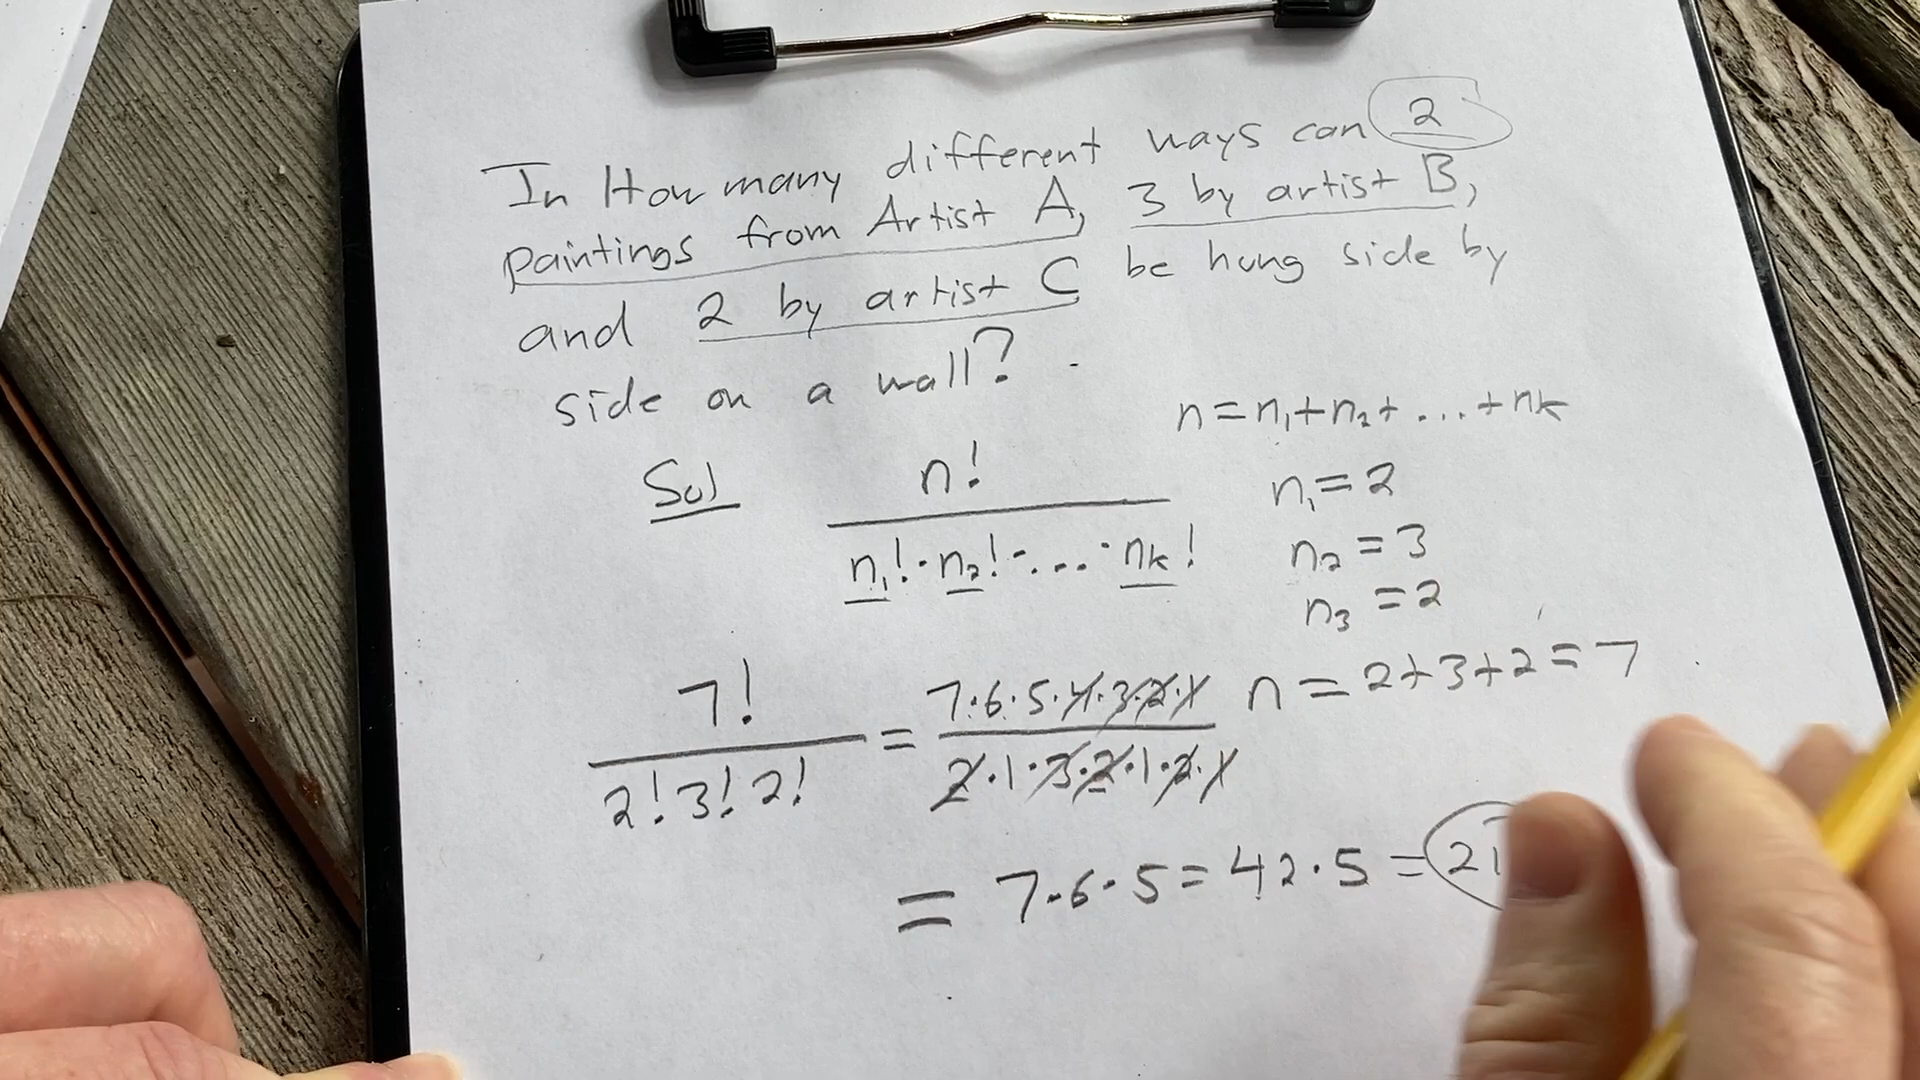 In How many different ways can 2
paintings from Artist A, 3 by artist B,
and 2 by artist C be hung side by
side on a wall?
n=n₁+n₂+...+nk
Sol n! / n₁!·n₂!·...·nk!
n₁=2
n₂=3
n₃=2
n=2+3+2=7
7! / 2!3!2! = 7·6·5·4·3·2·1 / 2·1·3·2·1·2·1
= 7·6·5=42·5=